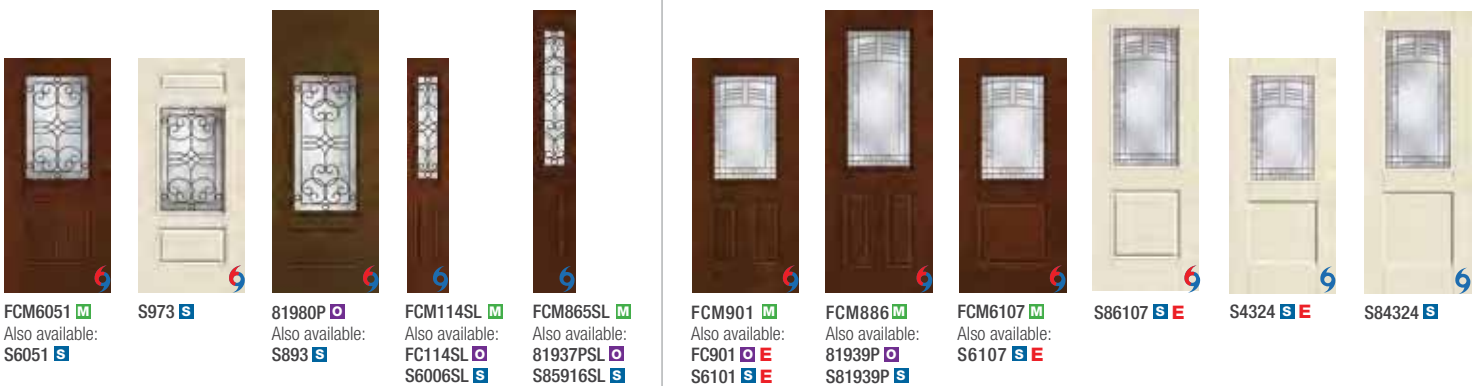 FCM6051 M
Also available:
S6051 S
S973 S
81980P O
Also available:
S893 S
FCM114SL M
Also available:
FC114SL O
S6006SL S
FCM865SL M
Also available:
81937PSL O
S85916SL S
FCM901 M
Also available:
FC901 O E
S6101 S E
FCM886 M
Also available:
81939P O
S81939P S
FCM6107 M
Also available:
S6107 S E
S86107 S E
S4324 S E
S84324 S